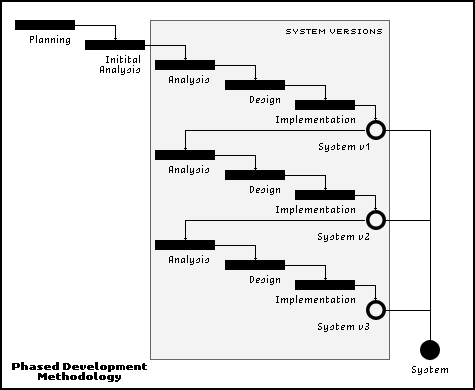 SYSTEM VERSIONS
Planning
Initital
Analysis
Analysis
Design
Implementation
System v1
Analysis
Design
Implementation
System v2
Analysis
Design
Implementation
System v3
System
Phased Development
Methodology